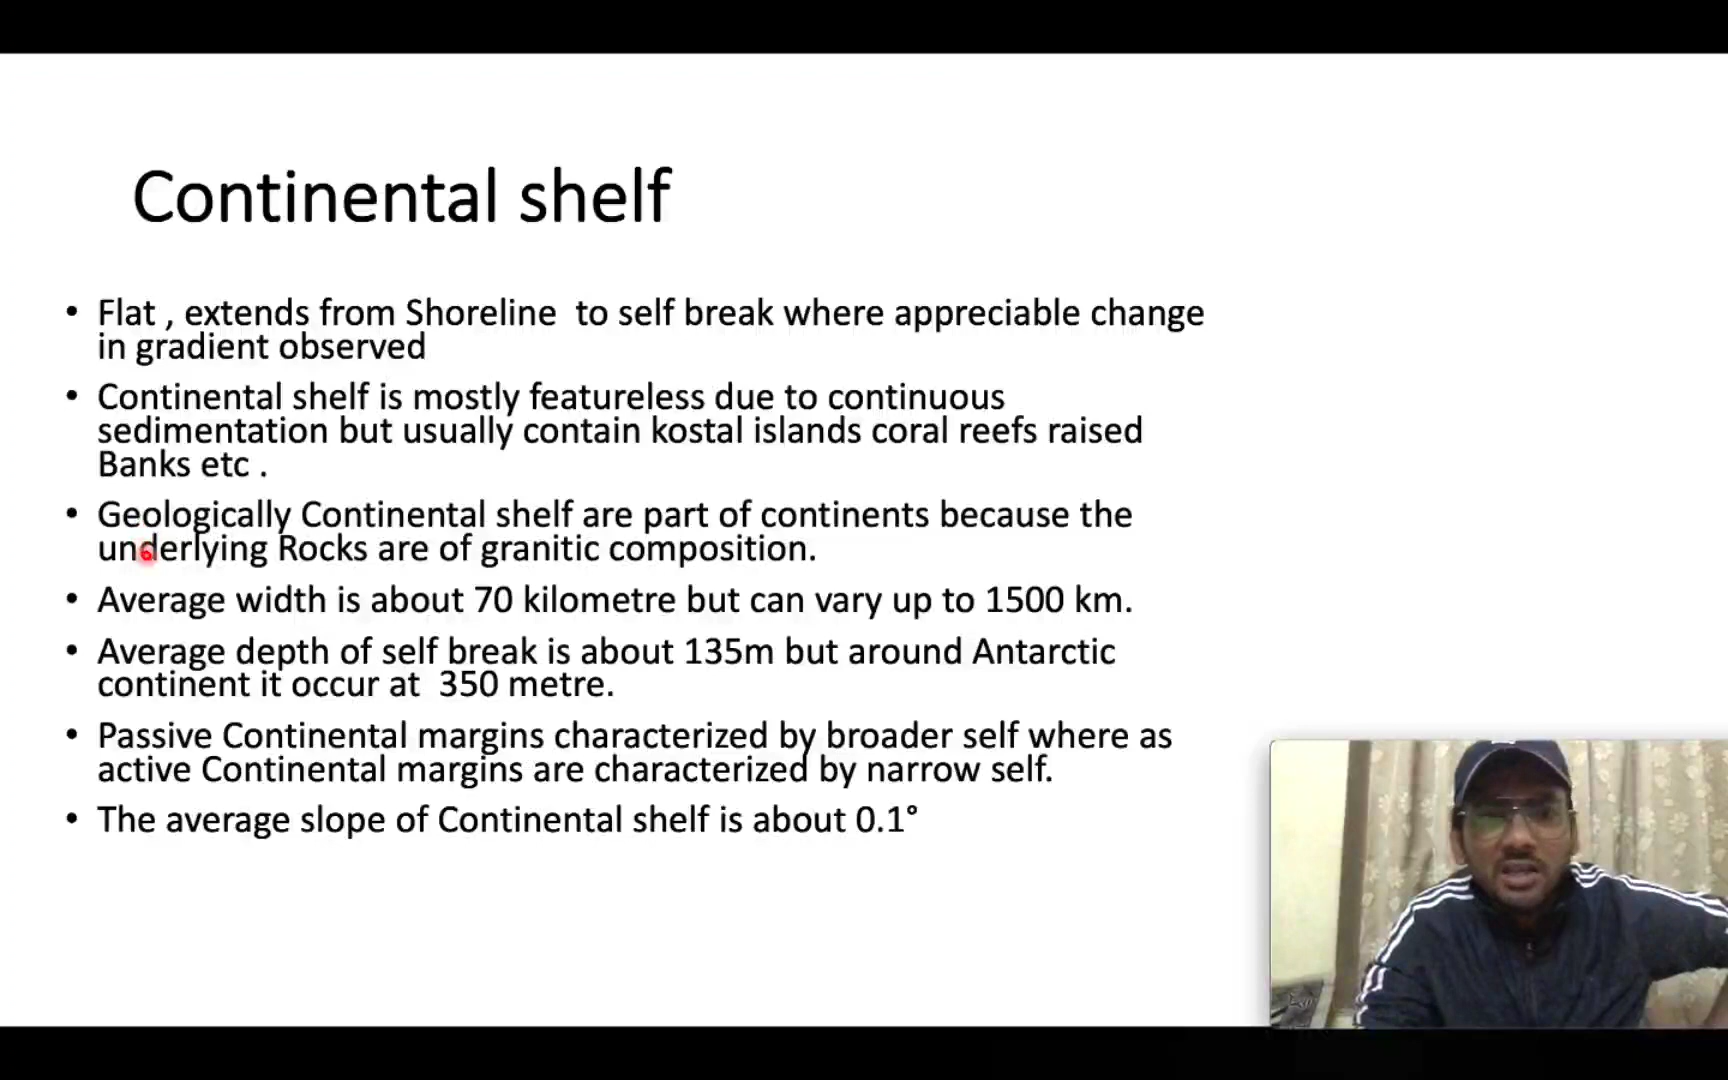 Continental shelf
• Flat , extends from Shoreline to self break where appreciable change
in gradient observed
• Continental shelf is mostly featureless due to continuous
sedimentation but usually contain kostal islands coral reefs raised
Banks etc .
• Geologically Continental shelf are part of continents because the
underlying Rocks are of granitic composition.
• Average width is about 70 kilometre but can vary up to 1500 km.
• Average depth of self break is about 135m but around Antarctic
continent it occur at 350 metre.
• Passive Continental margins characterized by broader self where as
active Continental margins are characterized by narrow self.
• The average slope of Continental shelf is about 0.1°